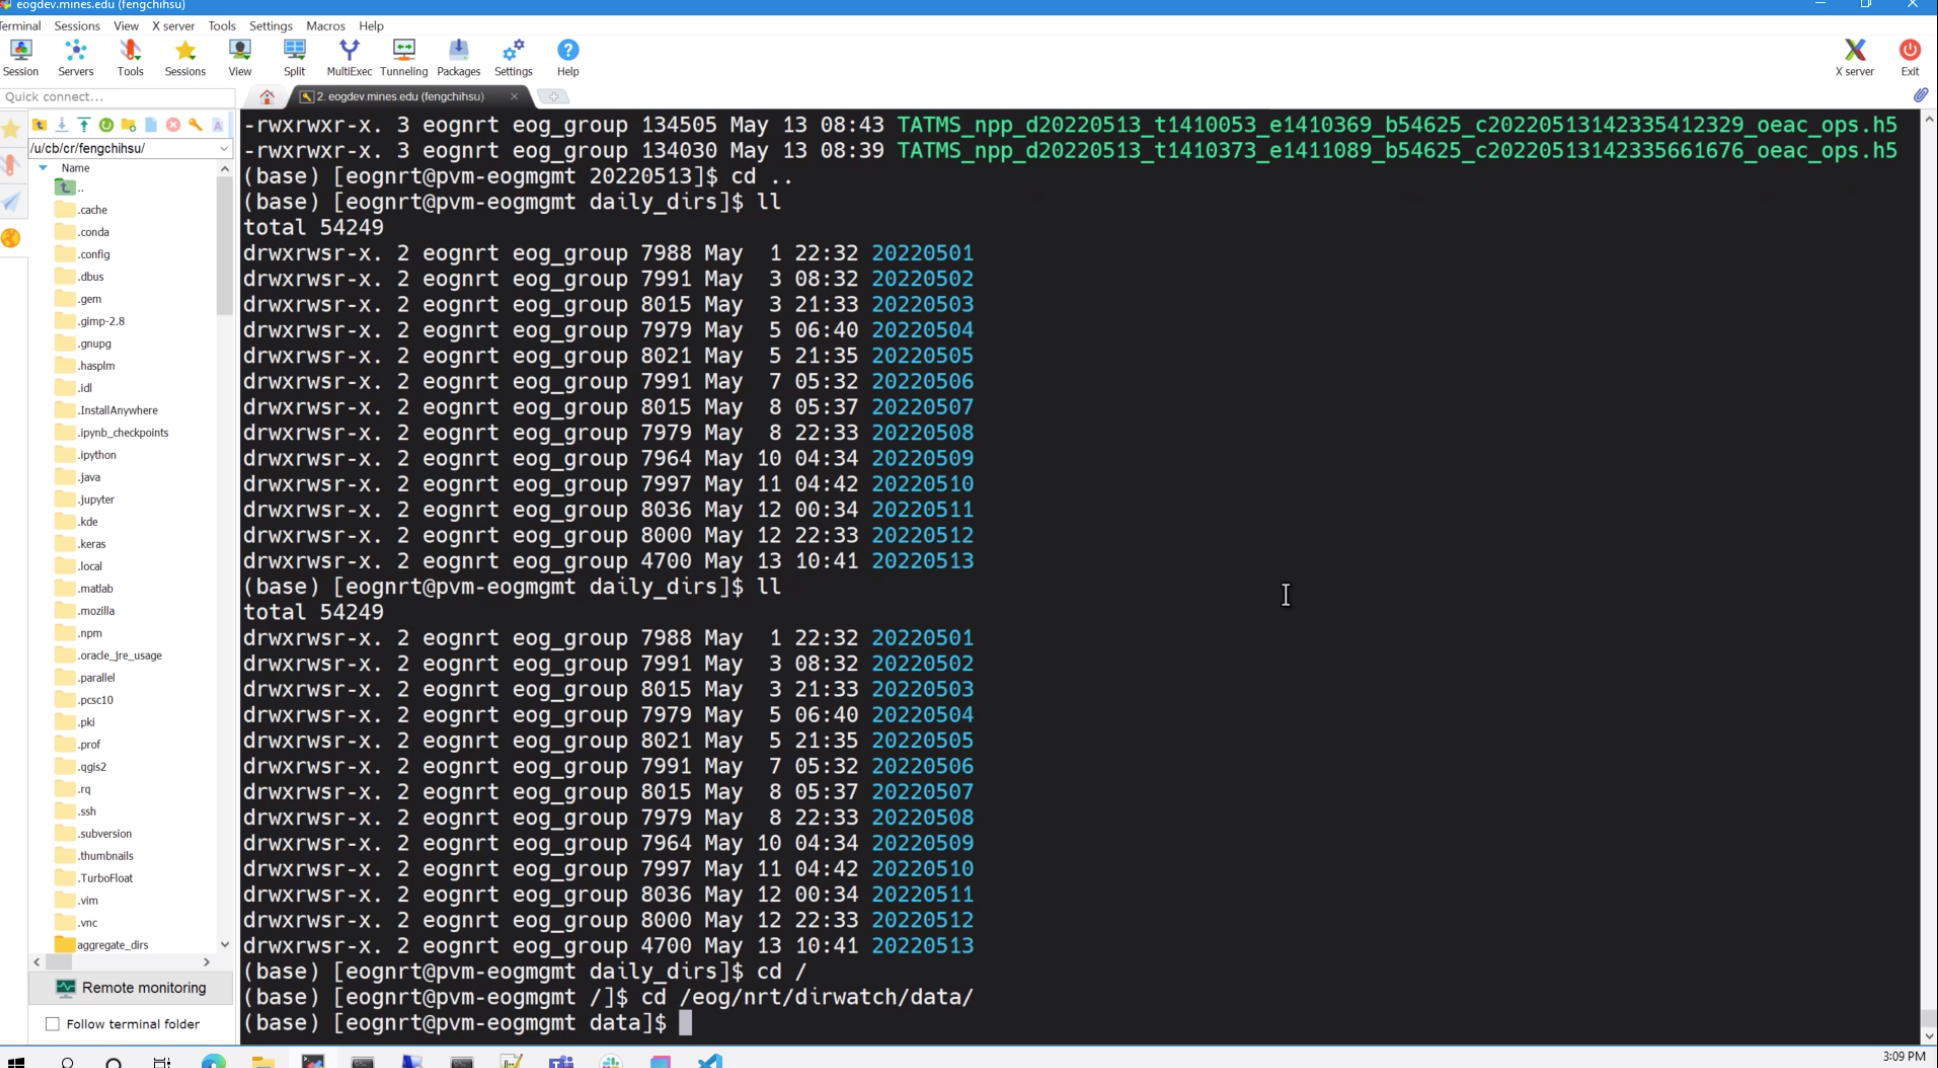 eogdev.mines.edu (fengchihsu)
Terminal Sessions View X server Tools Settings Macros Help
Session Servers Tools Sessions View Split MultiExec Tunneling Packages Settings Help X server Exit
Quick connect...
2. eogdev.mines.edu (fengchihsu)
/u/cb/cr/fengchihsu/
Name
..
.cache
.conda
.config
.dbus
.gem
.gimp-2.8
.gnupg
.hasplm
.idl
.InstallAnywhere
.ipynb_checkpoints
.ipython
.java
.jupyter
.kde
.keras
.local
.matlab
.mozilla
.npm
.oracle_jre_usage
.parallel
.pcsc10
.pki
.prof
.qgis2
.rq
.ssh
.subversion
.thumbnails
.TurboFloat
.vim
.vnc
aggregate_dirs
Remote monitoring
Follow terminal folder
-rwxrwxr-x. 3 eognrt eog_group 134505 May 13 08:43 TATMS_npp_d20220513_t1410053_e1410369_b54625_c20220513142335412329_oeac_ops.h5
-rwxrwxr-x. 3 eognrt eog_group 134030 May 13 08:39 TATMS_npp_d20220513_t1410373_e1411089_b54625_c20220513142335661676_oeac_ops.h5
(base) [eognrt@pvm-eogmgmt 20220513]$ cd ..
(base) [eognrt@pvm-eogmgmt daily_dirs]$ ll
total 54249
drwxrwsr-x. 2 eognrt eog_group 7988 May  1 22:32 20220501
drwxrwsr-x. 2 eognrt eog_group 7991 May  3 08:32 20220502
drwxrwsr-x. 2 eognrt eog_group 8015 May  3 21:33 20220503
drwxrwsr-x. 2 eognrt eog_group 7979 May  5 06:40 20220504
drwxrwsr-x. 2 eognrt eog_group 8021 May  5 21:35 20220505
drwxrwsr-x. 2 eognrt eog_group 7991 May  7 05:32 20220506
drwxrwsr-x. 2 eognrt eog_group 8015 May  8 05:37 20220507
drwxrwsr-x. 2 eognrt eog_group 7979 May  8 22:33 20220508
drwxrwsr-x. 2 eognrt eog_group 7964 May 10 04:34 20220509
drwxrwsr-x. 2 eognrt eog_group 7997 May 11 04:42 20220510
drwxrwsr-x. 2 eognrt eog_group 8036 May 12 00:34 20220511
drwxrwsr-x. 2 eognrt eog_group 8000 May 12 22:33 20220512
drwxrwsr-x. 2 eognrt eog_group 4700 May 13 10:41 20220513
(base) [eognrt@pvm-eogmgmt daily_dirs]$ ll
total 54249
drwxrwsr-x. 2 eognrt eog_group 7988 May  1 22:32 20220501
drwxrwsr-x. 2 eognrt eog_group 7991 May  3 08:32 20220502
drwxrwsr-x. 2 eognrt eog_group 8015 May  3 21:33 20220503
drwxrwsr-x. 2 eognrt eog_group 7979 May  5 06:40 20220504
drwxrwsr-x. 2 eognrt eog_group 8021 May  5 21:35 20220505
drwxrwsr-x. 2 eognrt eog_group 7991 May  7 05:32 20220506
drwxrwsr-x. 2 eognrt eog_group 8015 May  8 05:37 20220507
drwxrwsr-x. 2 eognrt eog_group 7979 May  8 22:33 20220508
drwxrwsr-x. 2 eognrt eog_group 7964 May 10 04:34 20220509
drwxrwsr-x. 2 eognrt eog_group 7997 May 11 04:42 20220510
drwxrwsr-x. 2 eognrt eog_group 8036 May 12 00:34 20220511
drwxrwsr-x. 2 eognrt eog_group 8000 May 12 22:33 20220512
drwxrwsr-x. 2 eognrt eog_group 4700 May 13 10:41 20220513
(base) [eognrt@pvm-eogmgmt daily_dirs]$ cd /
(base) [eognrt@pvm-eogmgmt /]$ cd /eog/nrt/dirwatch/data/
(base) [eognrt@pvm-eogmgmt data]$
3:09 PM